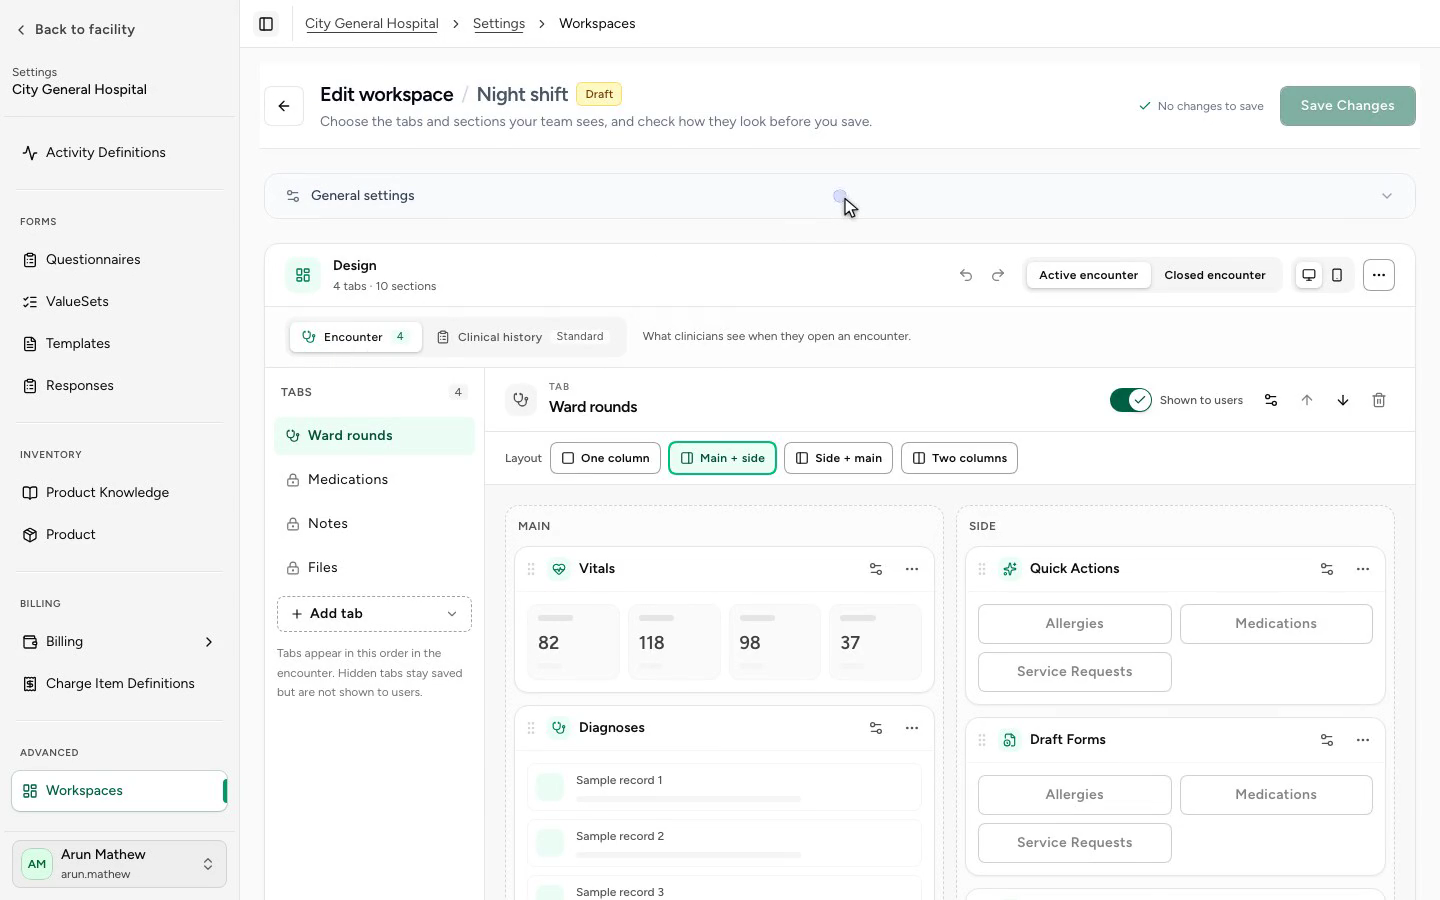 Back to facility
Settings
City General Hospital
Activity Definitions
FORMS
Questionnaires
ValueSets
Templates
Responses
INVENTORY
Product Knowledge
Product
BILLING
Billing
Charge Item Definitions
ADVANCED
Workspaces
AM
Arun Mathew
arun.mathew
City General Hospital > Settings > Workspaces
Edit workspace / Night shift Draft
Choose the tabs and sections your team sees, and check how they look before you save.
No changes to save
Save Changes
General settings
Design
4 tabs · 10 sections
Active encounter Closed encounter
Encounter 4 Clinical history Standard What clinicians see when they open an encounter.
TABS 4
Ward rounds
Medications
Notes
Files
+ Add tab
Tabs appear in this order in the
encounter. Hidden tabs stay saved
but are not shown to users.
TAB
Ward rounds
Shown to users
Layout One column Main + side Side + main Two columns
MAIN
Vitals
82 118 98 37
Diagnoses
Sample record 1
Sample record 2
Sample record 3
SIDE
Quick Actions
Allergies Medications
Service Requests
Draft Forms
Allergies Medications
Service Requests